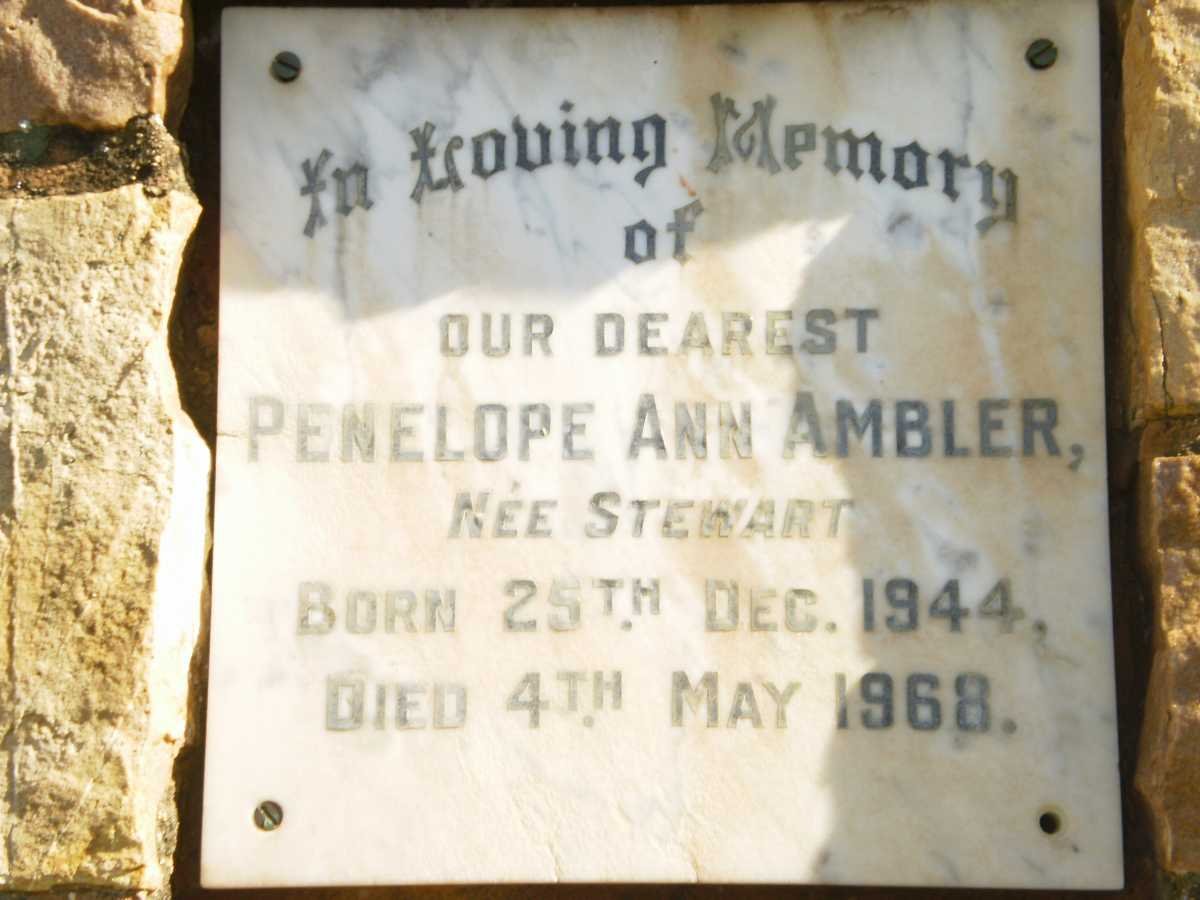 In Loving Memory
of
OUR DEAREST
PENELOPE ANN AMBLER,
NÉE STEWART
BORN 25TH. DEC. 1944,
DIED 4TH. MAY 1968.